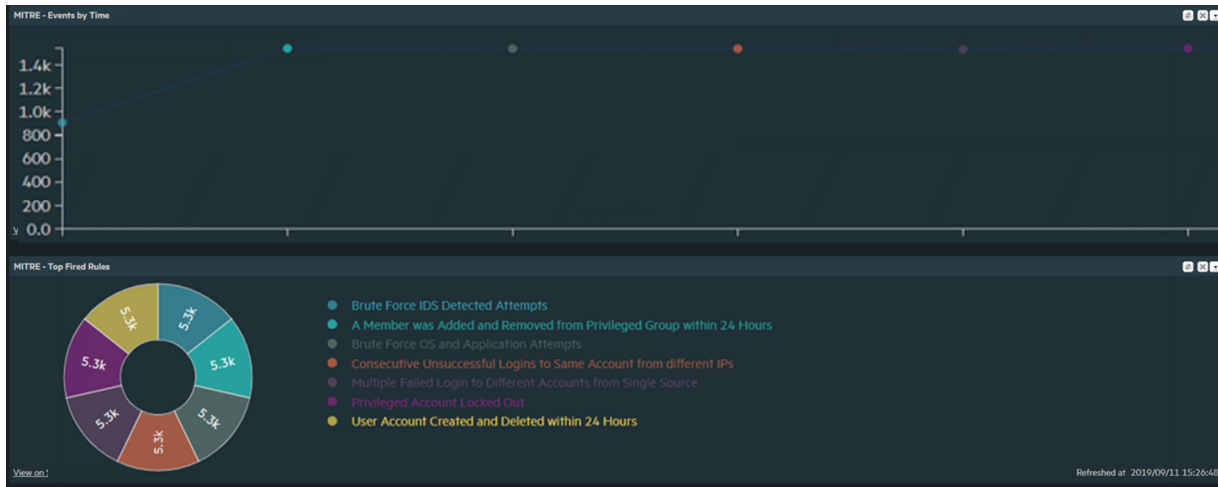 MITRE - Events by Time
1.4k
1.2k
1.0k
800
600
400
200
0.0
MITRE - Top Fired Rules
5.3k
5.3k
5.3k
5.3k
5.3k
5.3k
5.3k
Brute Force IDS Detected Attempts
A Member was Added and Removed from Privileged Group within 24 Hours
Brute Force OS and Application Attempts
Consecutive Unsuccessful Logins to Same Account from different IPs
Multiple Failed Login to Different Accounts from Single Source
Privileged Account Locked Out
User Account Created and Deleted within 24 Hours
View on
Refreshed at 2019/09/11 15:26:48